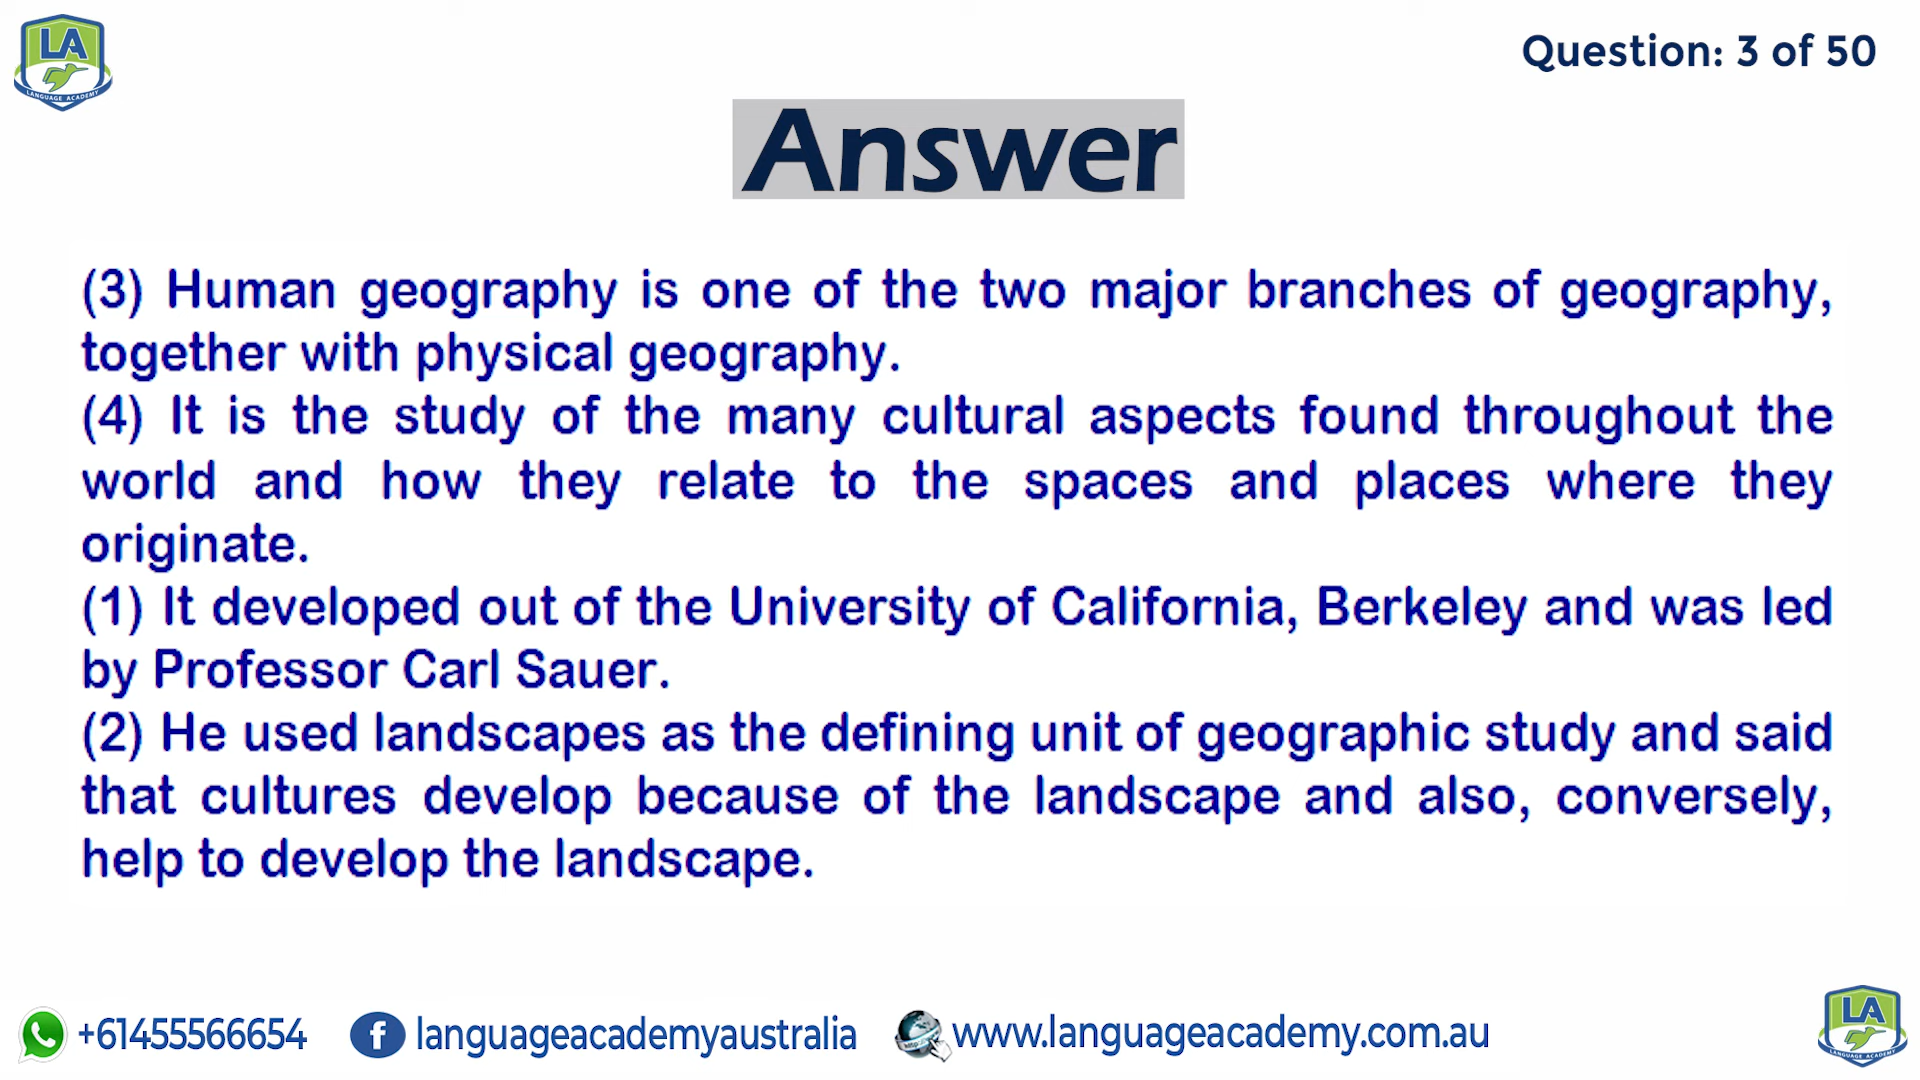 LA
LANGUAGE ACADEMY
Question: 3 of 50
Answer
(3) Human geography is one of the two major branches of geography,
together with physical geography.
(4) It is the study of the many cultural aspects found throughout the
world and how they relate to the spaces and places where they
originate.
(1) It developed out of the University of California, Berkeley and was led
by Professor Carl Sauer.
(2) He used landscapes as the defining unit of geographic study and said
that cultures develop because of the landscape and also, conversely,
help to develop the landscape.
+61455566654
f languageacademyaustralia
www.languageacademy.com.au
LA
LANGUAGE ACADEMY